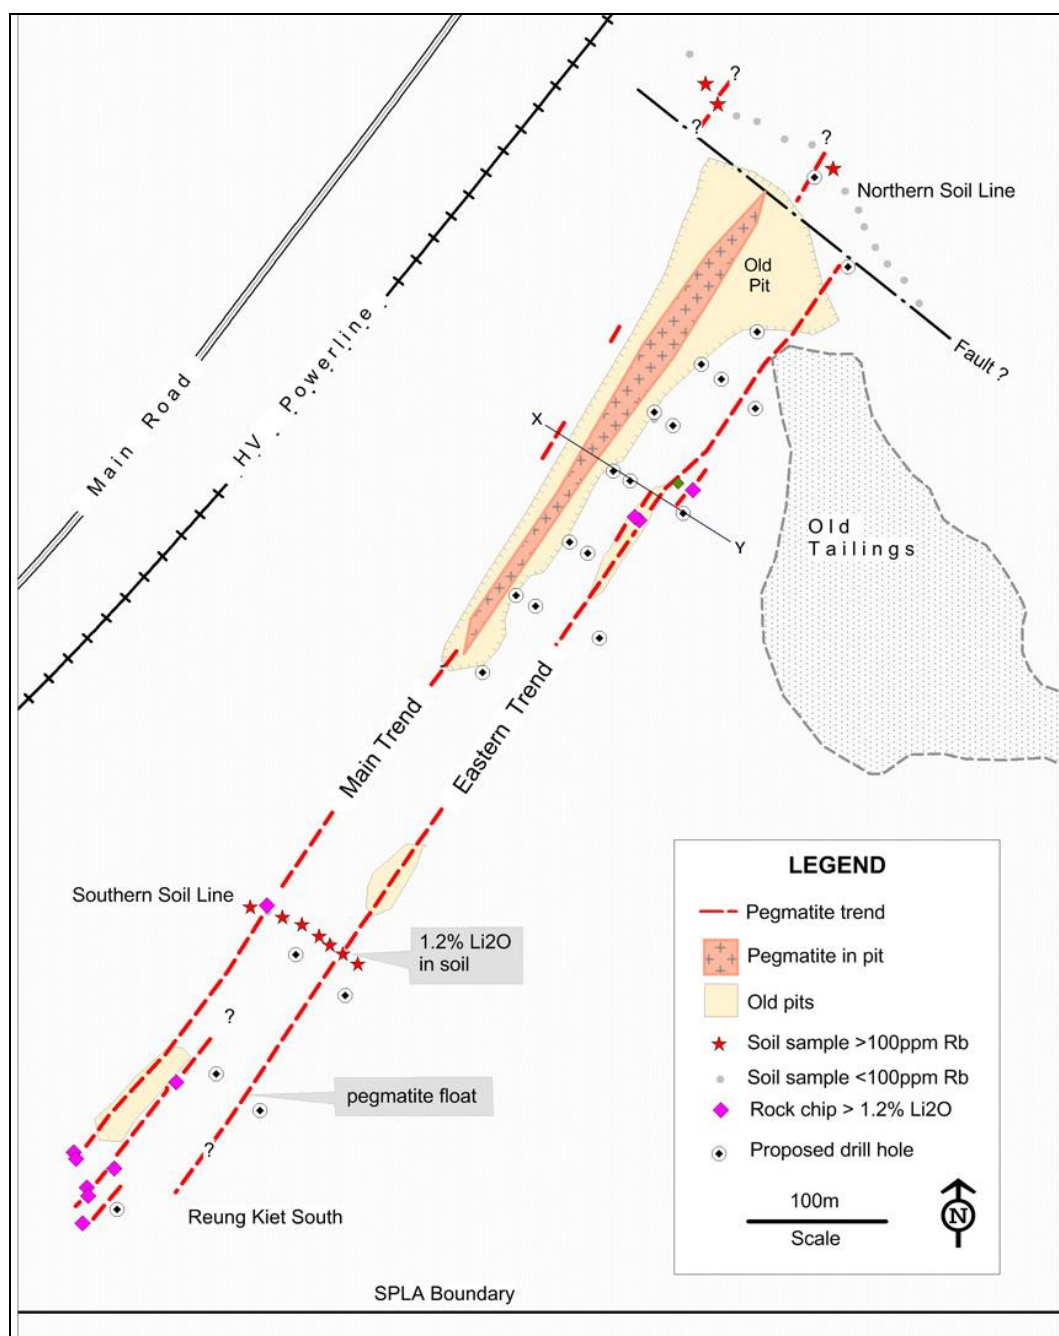 ?
?
?
Northern Soil Line
Old
Pit
Fault ?
Main Road
HV Powerline
X
Y
Old
Tailings
Main Trend
Eastern Trend
Southern Soil Line
1.2% Li2O
in soil
?
pegmatite float
?
Reung Kiet South
SPLA Boundary
LEGEND
Pegmatite trend
Pegmatite in pit
Old pits
Soil sample >100ppm Rb
Soil sample <100ppm Rb
Rock chip > 1.2% Li2O
Proposed drill hole
100m
Scale
N